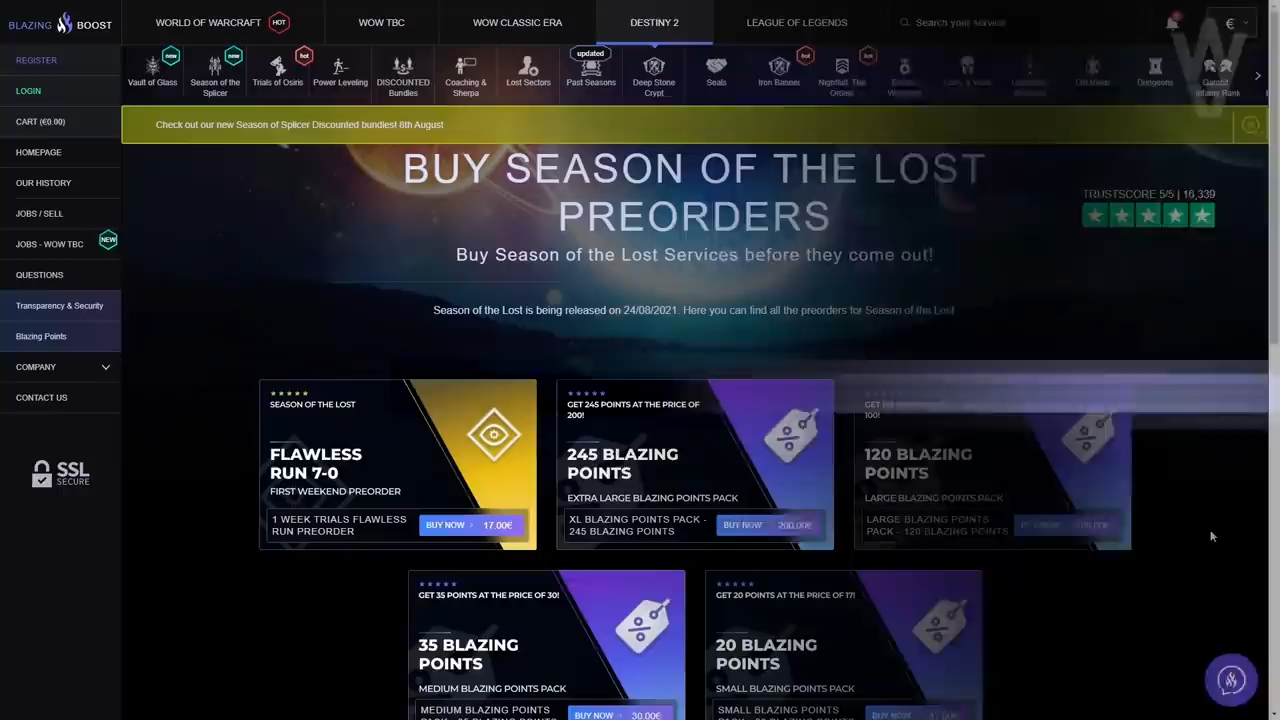 BLAZING BOOST
WORLD OF WARCRAFT HOT
WOW TBC
WOW CLASSIC ERA
DESTINY 2
LEAGUE OF LEGENDS
Search your service
€
REGISTER
LOGIN
CART (€0.00)
HOMEPAGE
OUR HISTORY
JOBS / SELL
JOBS - WOW TBC NEW
QUESTIONS
Transparency & Security
Blazing Points
COMPANY
CONTACT US
SSL
SECURE
new
Vault of Glass
new
Season of the
Splicer
hot
Trials of Osiris
Power Leveling
DISCOUNTED
Bundles
Coaching &
Sherpa
Lost Sectors
updated
Past Seasons
Deep Stone
Crypt...
Seals
hot
Iron Banner
hot
Nightfall: The
Ordeal
Dungeons
Gambit
Infamy Rank
W
Check out our new Season of Splicer Discounted bundles! 8th August
BUY SEASON OF THE LOST
PREORDERS
Buy Season of the Lost Services before they come out!
Season of the Lost is being released on 24/08/2021. Here you can find all the preorders for Season of the Lost
TRUSTSCORE 5/5 | 16,339
SEASON OF THE LOST
FLAWLESS
RUN 7-0
FIRST WEEKEND PREORDER
1 WEEK TRIALS FLAWLESS
RUN PREORDER
BUY NOW 17.00€
GET 245 POINTS AT THE PRICE OF
200!
245 BLAZING
POINTS
EXTRA LARGE BLAZING POINTS PACK
XL BLAZING POINTS PACK -
245 BLAZING POINTS
BUY NOW 200.00€
100!
120 BLAZING
POINTS
LARGE BLAZING POINTS PACK
LARGE BLAZING POINTS
PACK - 120 BLAZING POINTS
GET 35 POINTS AT THE PRICE OF 30!
35 BLAZING
POINTS
MEDIUM BLAZING POINTS PACK
MEDIUM BLAZING POINTS
BUY NOW 30.00€
GET 20 POINTS AT THE PRICE OF 17!
20 BLAZING
POINTS
SMALL BLAZING POINTS PACK
SMALL BLAZING POINTS
BUY NOW